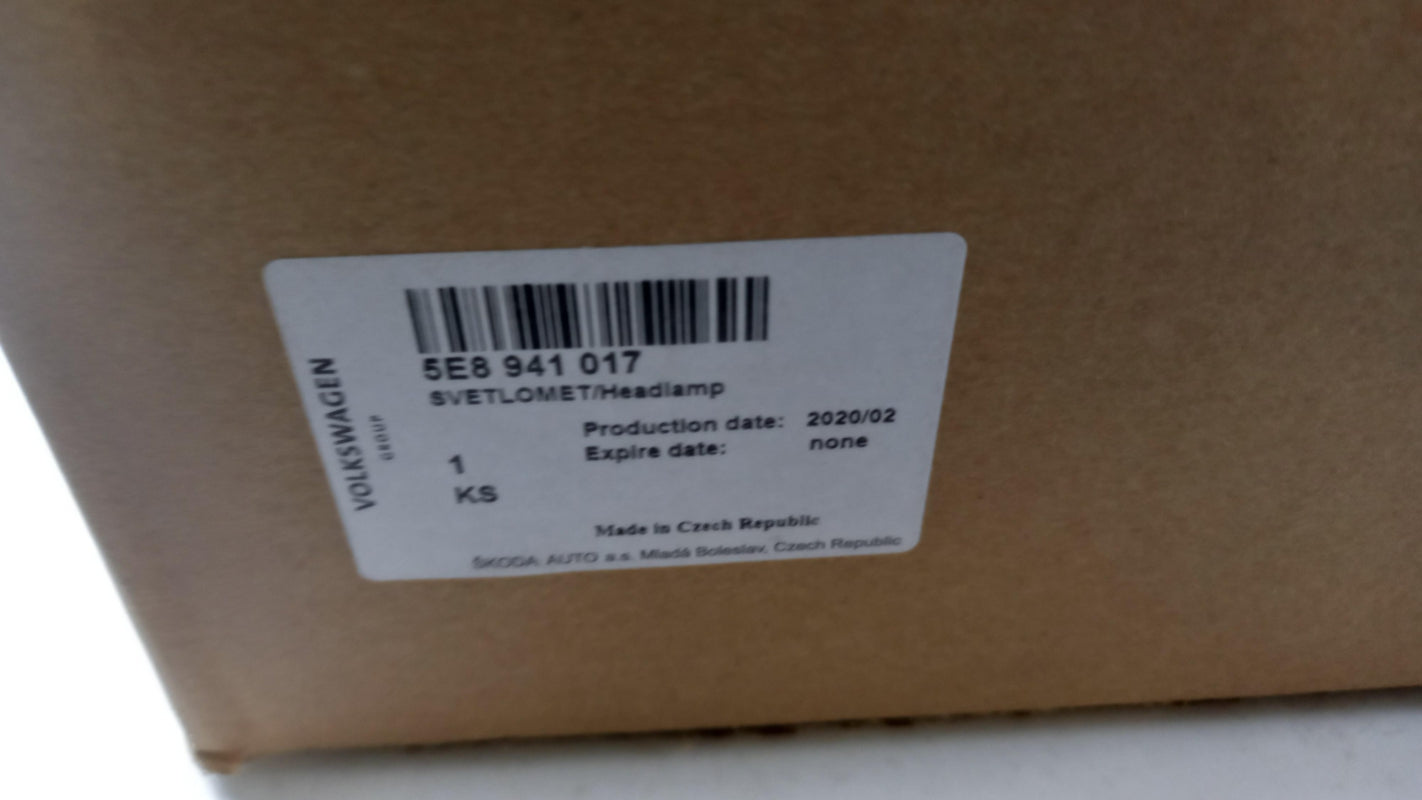 VOLKSWAGEN
GROUP
5E8 941 017
SVETLOMET/Headlamp
Production date: 2020/02
Expire date: none
1
KS
Made in Czech Republic
ŠKODA AUTO a.s. Mladá Boleslav, Czech Republic